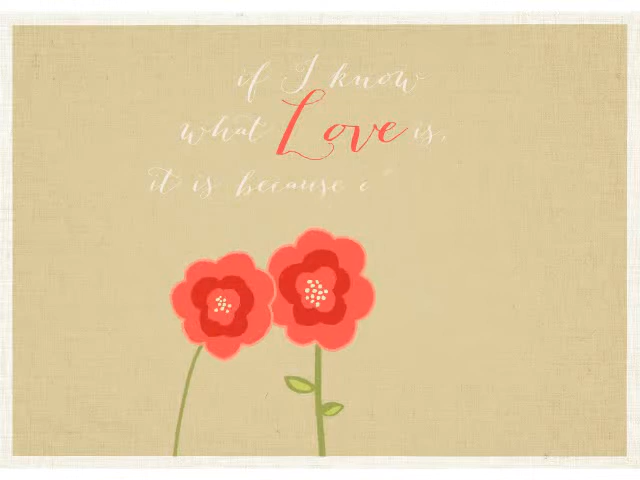 if I know
what Love is,
it is because